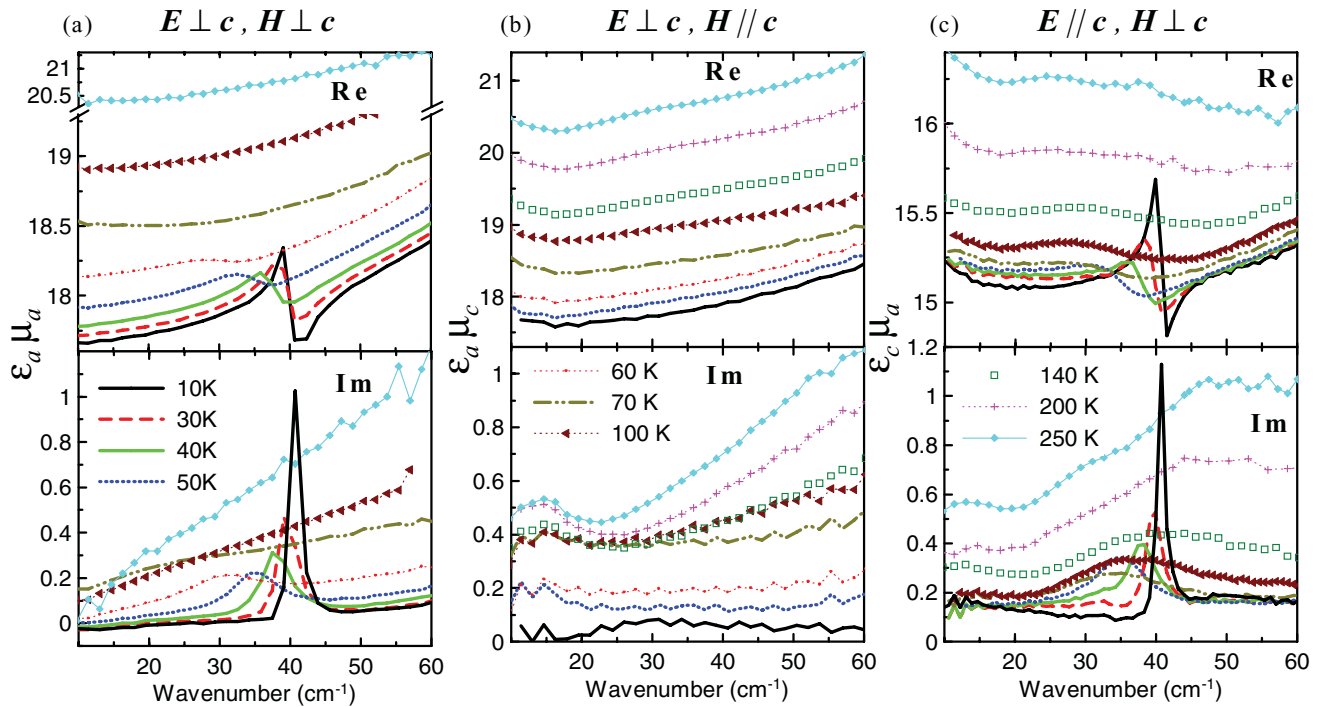 (a) E ⊥ c , H ⊥ c
21
20.5
Re
19
18.5
18
ε_a μ_a
Im
1
0.8
0.6
0.4
0.2
0
10K
30K
40K
50K
20 30 40 50 60
Wavenumber (cm⁻¹)
(b) E ⊥ c , H // c
Re
21
20
19
18
ε_a μ_c
Im
1
0.8
0.6
0.4
0.2
0
60 K
70 K
100 K
10 20 30 40 50 60
Wavenumber (cm⁻¹)
(c) E // c , H ⊥ c
Re
16
15.5
15
ε_c μ_a
1.2
Im
1
0.8
0.6
0.4
0.2
0
140 K
200 K
250 K
10 20 30 40 50 60
Wavenumber (cm⁻¹)